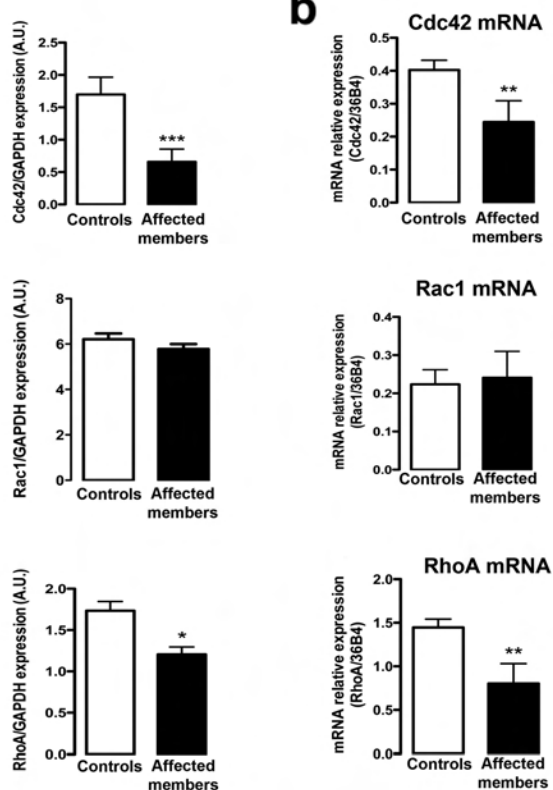 b
Cdc42/GAPDH expression (A.U.)
2.5
2.0
1.5
1.0
0.5
0.0
***
Controls
Affected
members
Cdc42 mRNA
mRNA relative expression
(Cdc42/36B4)
0.5
0.4
0.3
0.2
0.1
0.0
**
Controls
Affected
members
Rac1/GAPDH expression (A.U.)
8
6
4
2
0
Controls
Affected
members
Rac1 mRNA
mRNA relative expression
(Rac1/36B4)
0.4
0.3
0.2
0.1
0.0
Controls
Affected
members
RhoA/GAPDH expression (A.U.)
2.0
1.5
1.0
0.5
0.0
*
Controls
Affected
members
RhoA mRNA
mRNA relative expression
(RhoA/36B4)
2.0
1.5
1.0
0.5
0.0
**
Controls
Affected
members